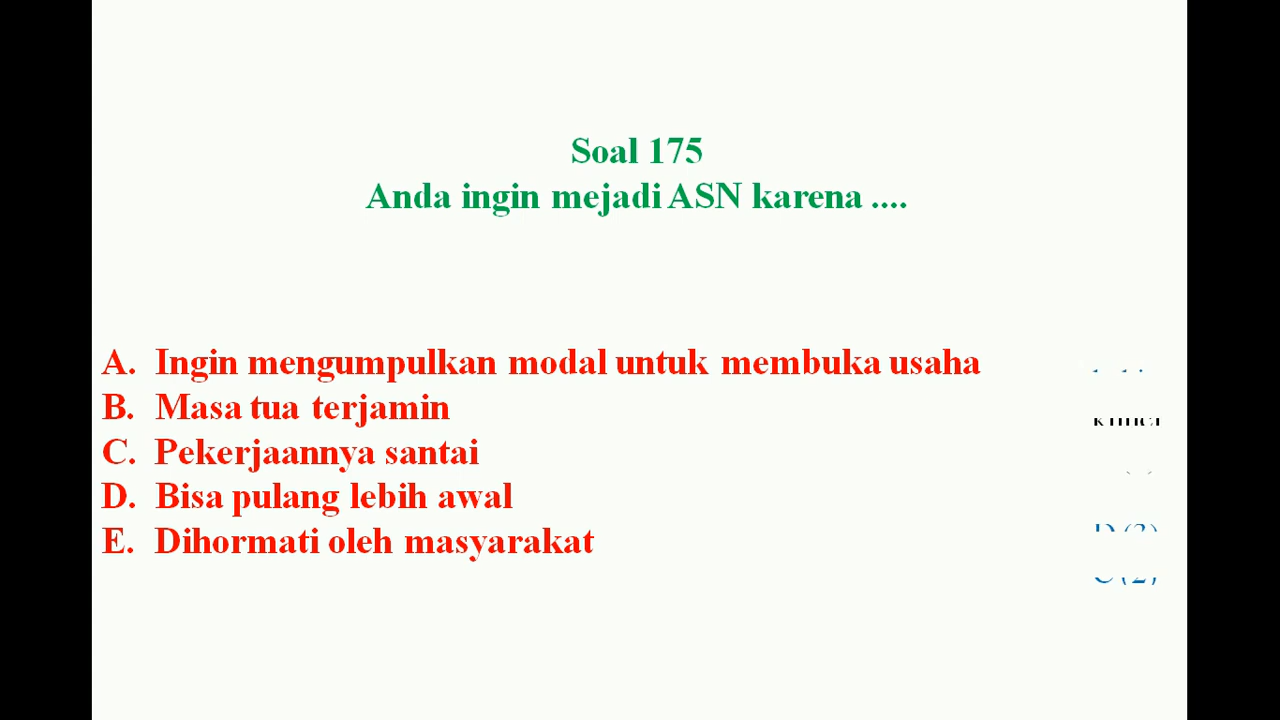 Soal 175
Anda ingin mejadi ASN karena ....
A. Ingin mengumpulkan modal untuk membuka usaha
B. Masa tua terjamin
C. Pekerjaannya santai
D. Bisa pulang lebih awal
E. Dihormati oleh masyarakat